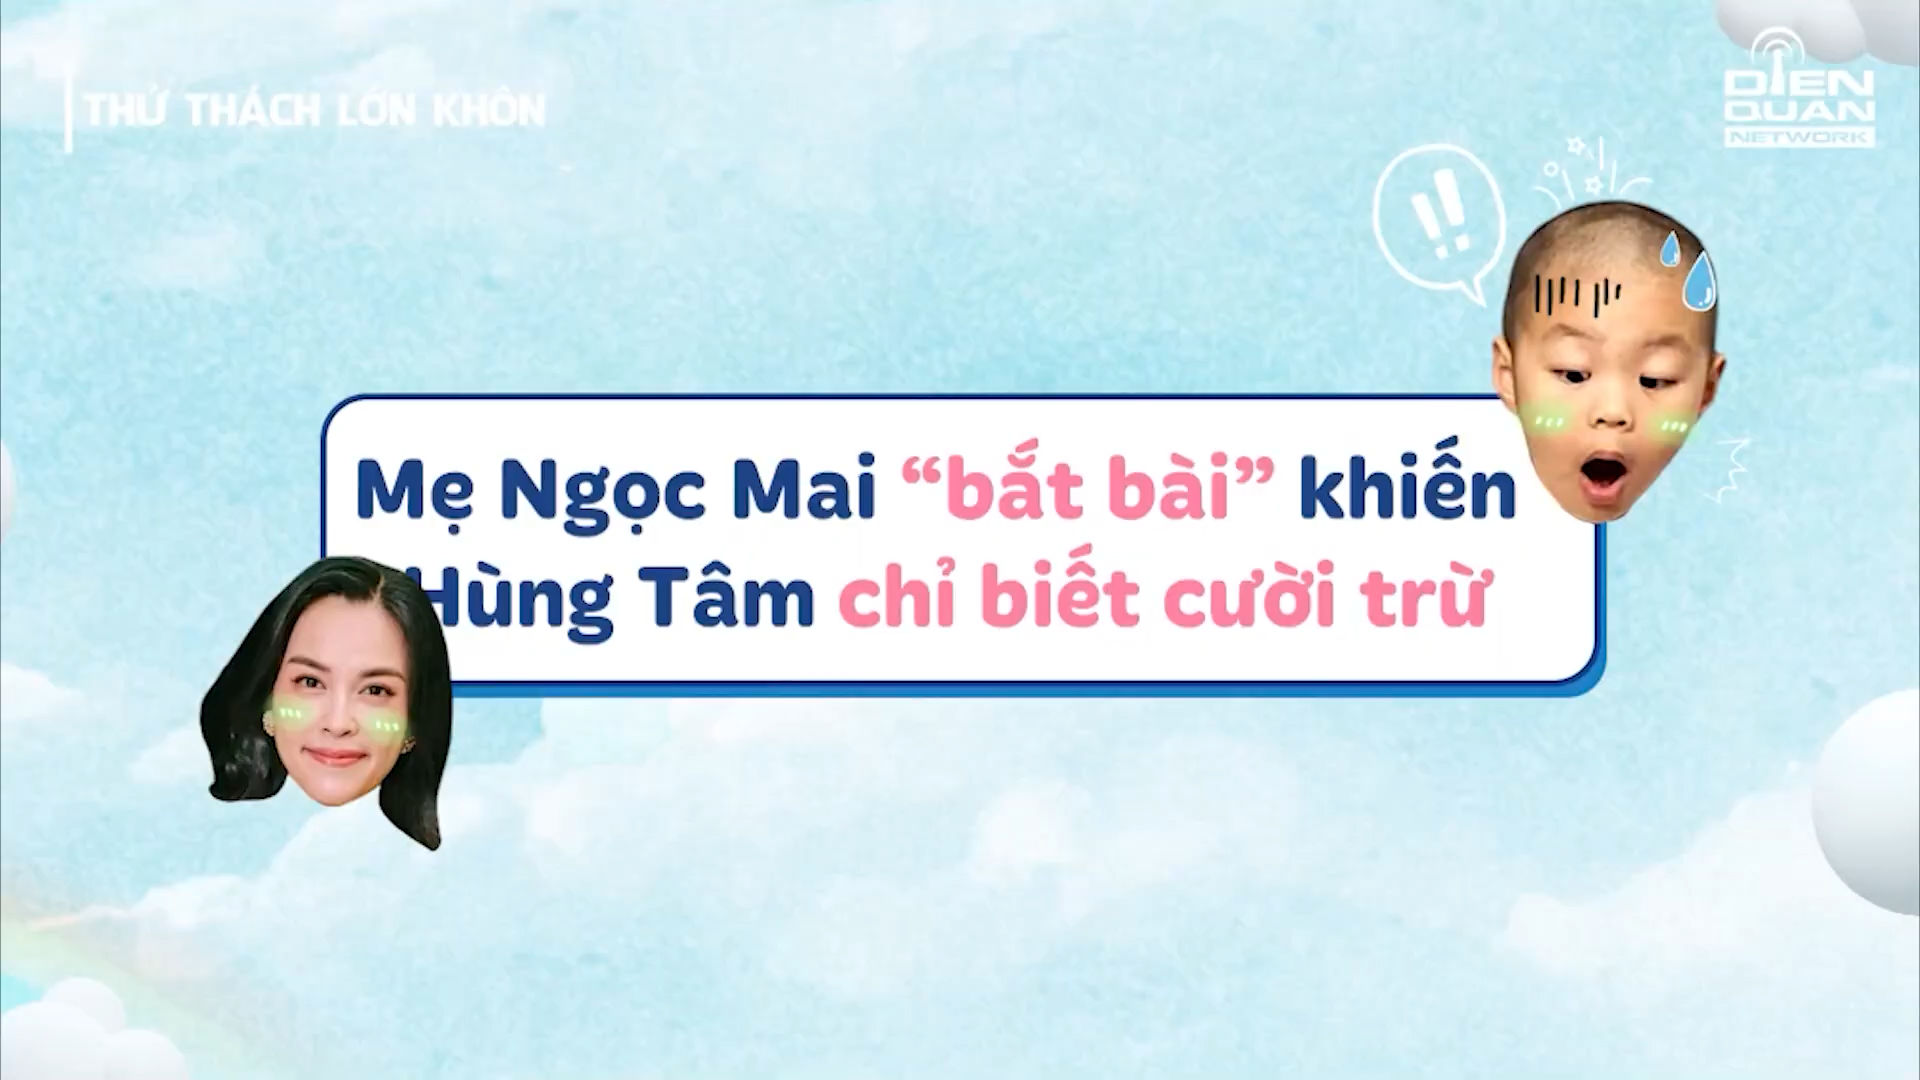 THỬ THÁCH LỚN KHÔN
DIEN
QUAN
NETWORK
!!
Mẹ Ngọc Mai “bắt bài” khiến
Hùng Tâm chỉ biết cười trừ